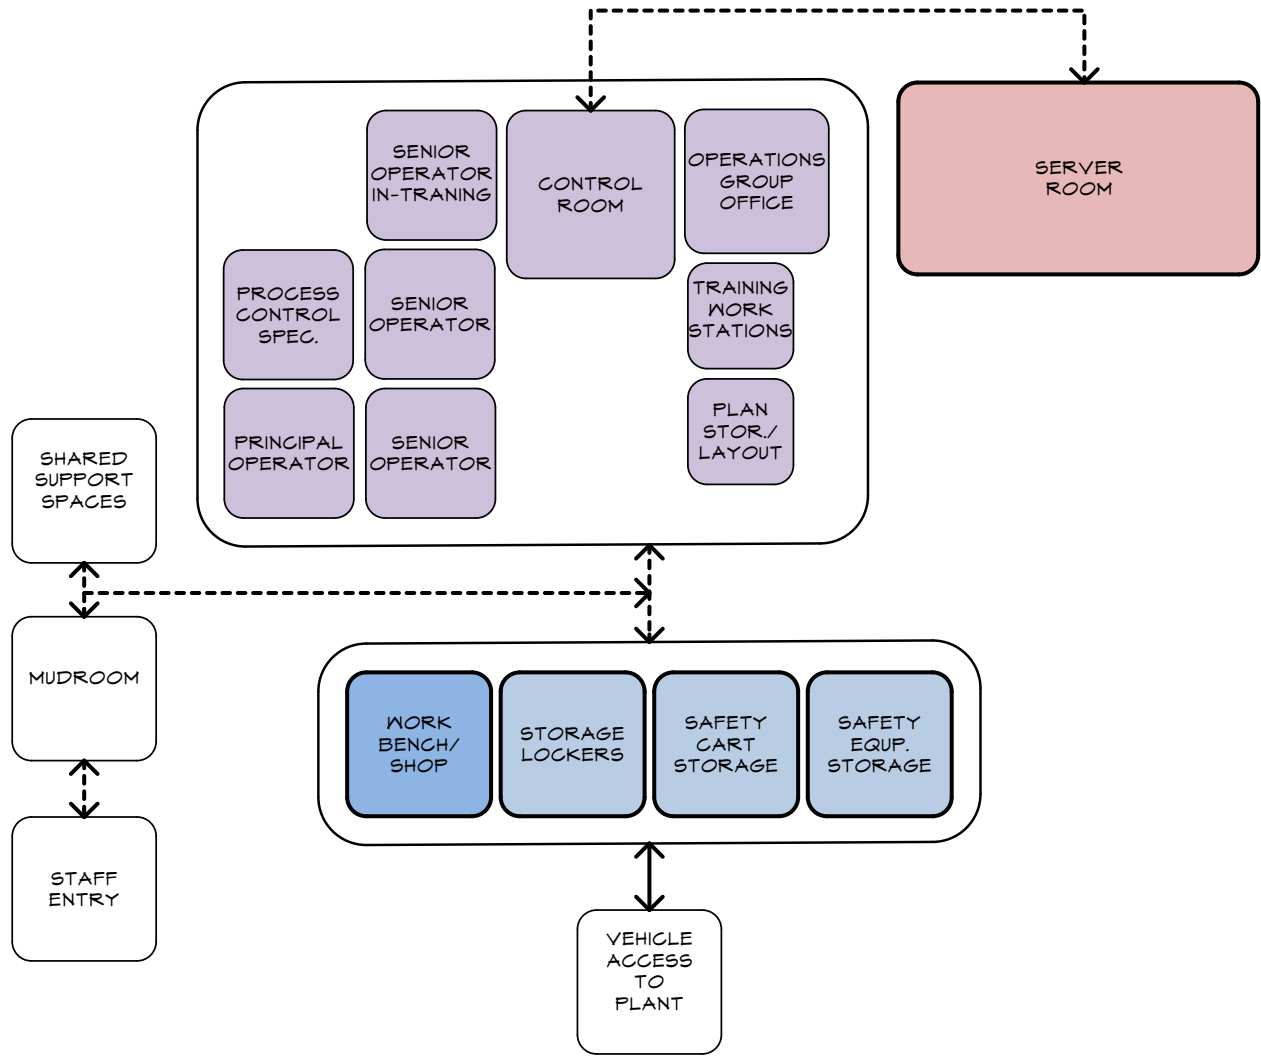 SENIOR
OPERATOR
IN-TRANING
CONTROL
ROOM
OPERATIONS
GROUP
OFFICE
SERVER
ROOM
PROCESS
CONTROL
SPEC.
SENIOR
OPERATOR
TRAINING
WORK
STATIONS
PRINCIPAL
OPERATOR
SENIOR
OPERATOR
PLAN
STOR./
LAYOUT
SHARED
SUPPORT
SPACES
MUDROOM
STAFF
ENTRY
WORK
BENCH/
SHOP
STORAGE
LOCKERS
SAFETY
CART
STORAGE
SAFETY
EQUP.
STORAGE
VEHICLE
ACCESS
TO
PLANT